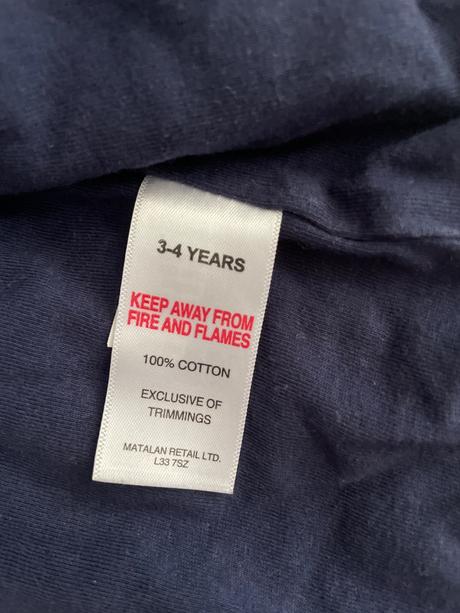 3-4 YEARS
KEEP AWAY FROM
FIRE AND FLAMES
100% COTTON
EXCLUSIVE OF
TRIMMINGS
MATALAN RETAIL LTD.
L33 7SZ